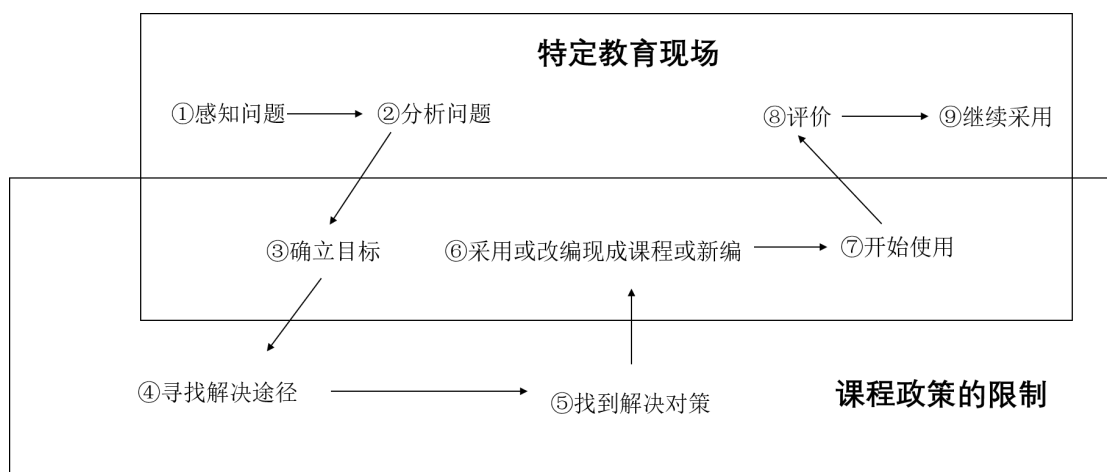 特定教育现场
①感知问题
②分析问题
⑧评价
⑨继续采用
③确立目标
⑥采用或改编现成课程或新编
⑦开始使用
④寻找解决途径
⑤找到解决对策
课程政策的限制